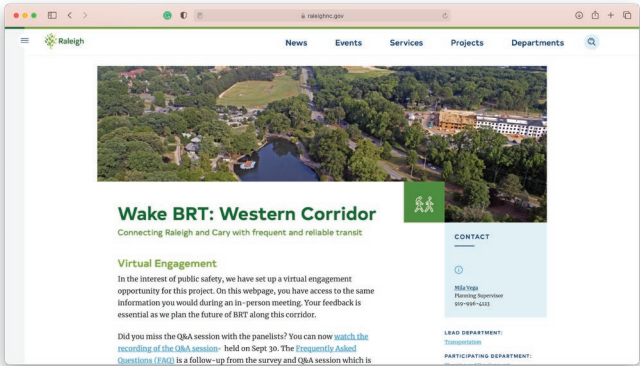 raleighnc.gov
Raleigh
News Events Services Projects Departments
Wake BRT: Western Corridor
Connecting Raleigh and Cary with frequent and reliable transit
Virtual Engagement
In the interest of public safety, we have set up a virtual engagement
opportunity for this project. On this webpage, you have access to the same
information you would during an in-person meeting. Your feedback is
essential as we plan the future of BRT along this corridor.
Did you miss the Q&A session with the panelists? You can now watch the
recording of the Q&A session- held on Sept 30. The Frequently Asked
Questions (FAQ) is a follow-up from the survey and Q&A session which is
CONTACT
Mila Vega
Planning Supervisor
919-996-4123
LEAD DEPARTMENT:
Transportation
PARTICIPATING DEPARTMENT: